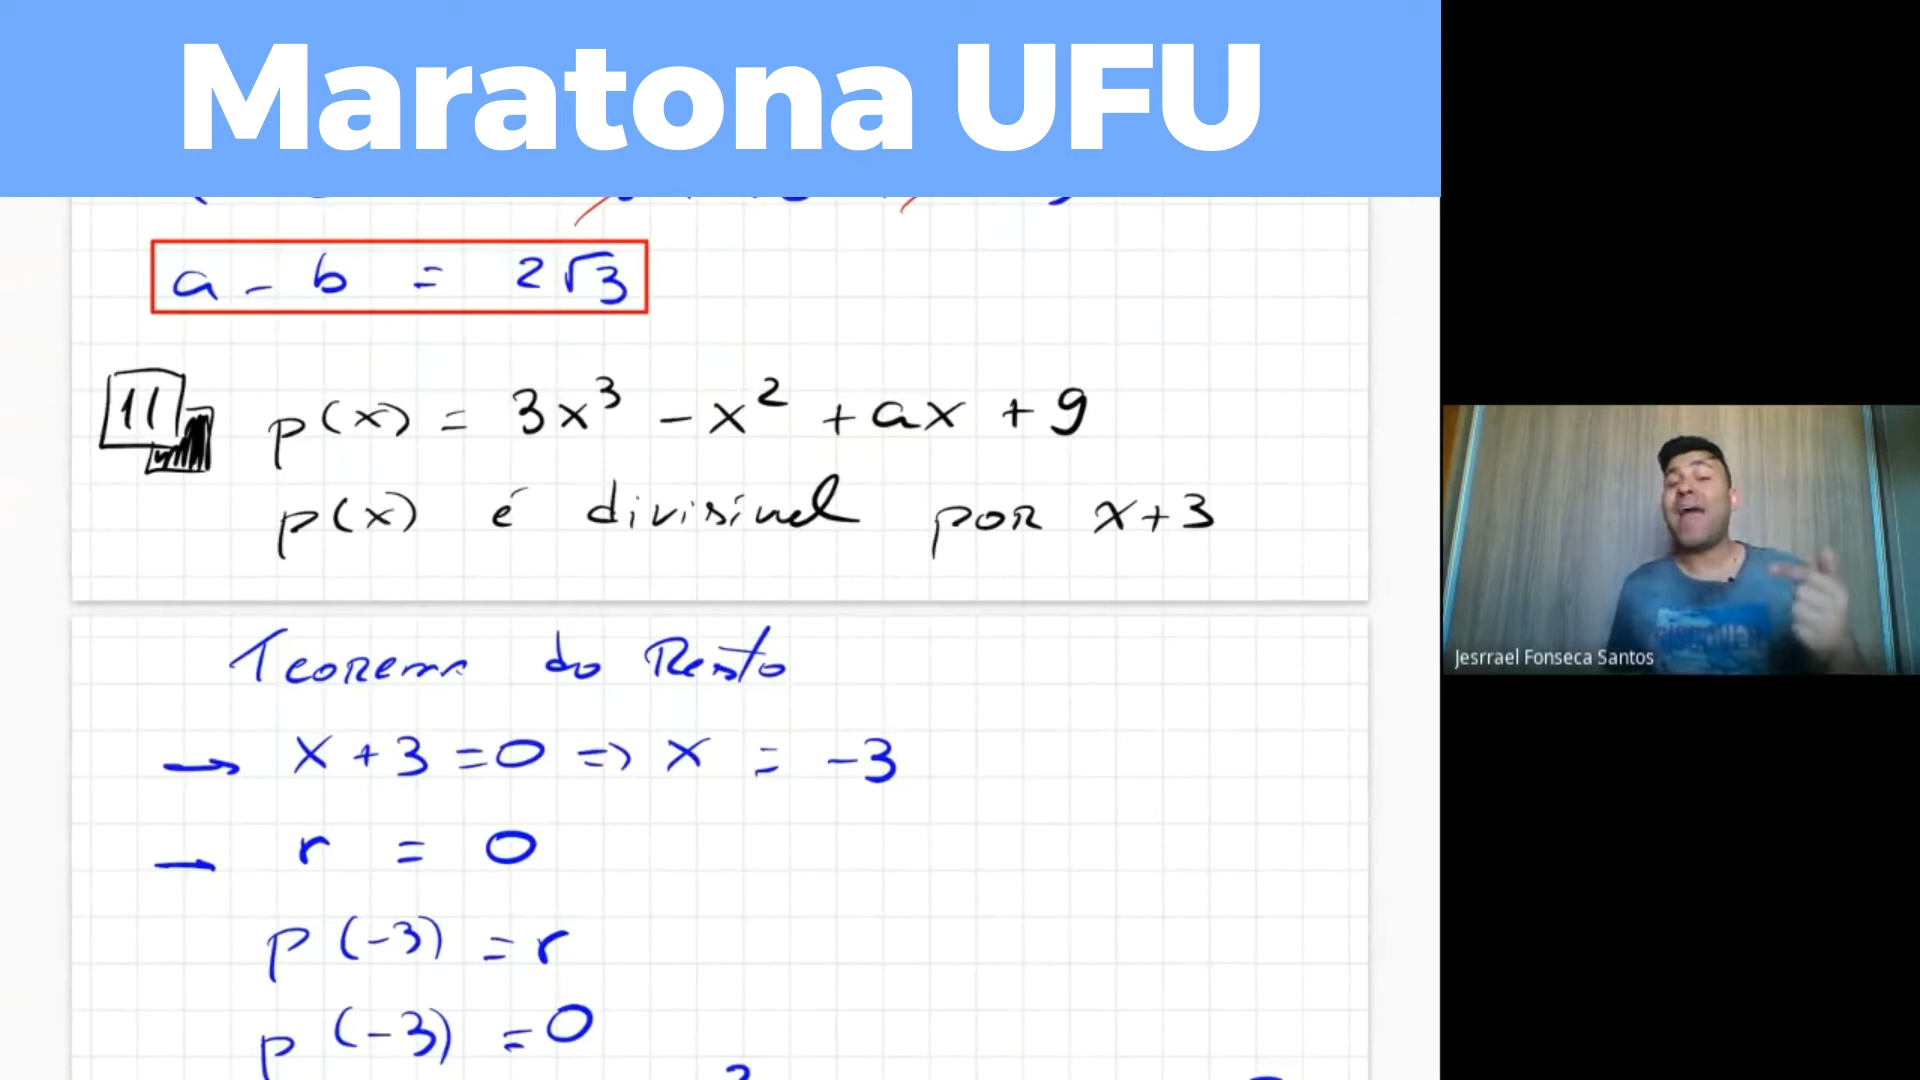 Maratona UFU
a - b = 2√3
11 p(x) = 3x³ - x² + ax + 9
p(x) é divisível por x+3
Teorema do Resto
→ x + 3 = 0 => x = -3
— r = 0
p(-3) = r
p(-3) = 0
Jesrrael Fonseca Santos